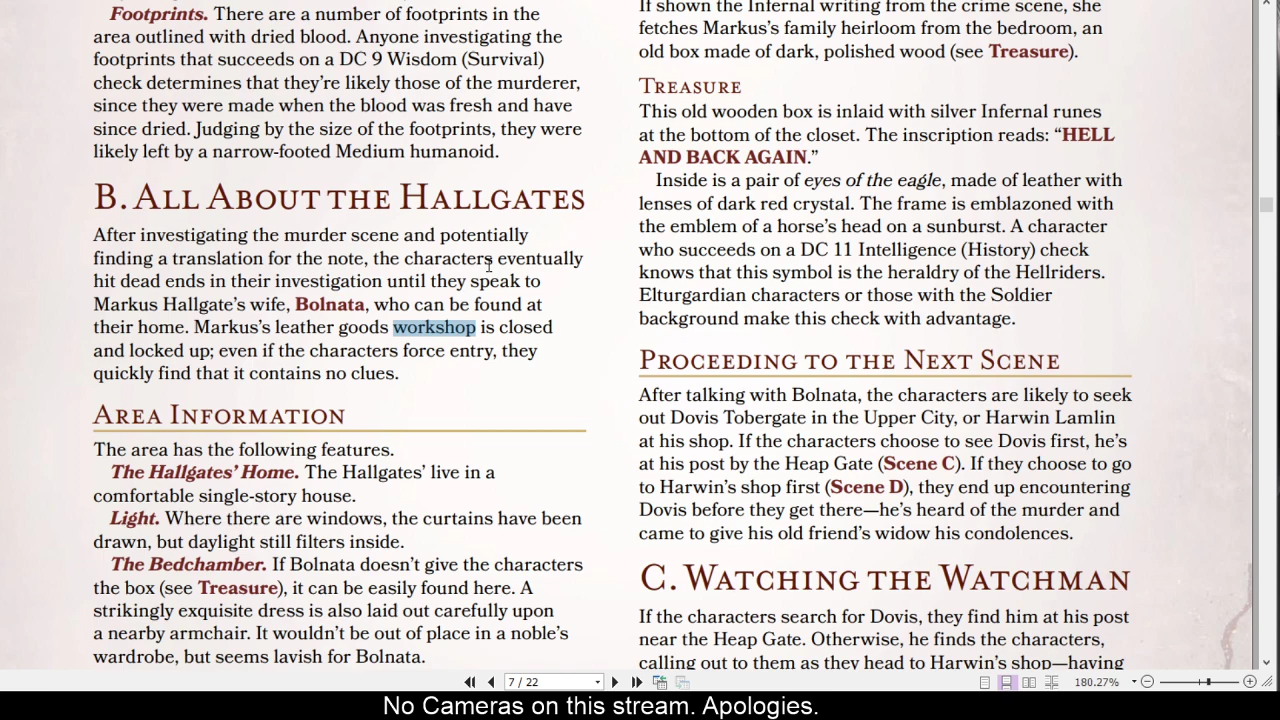 Footprints. There are a number of footprints in the
area outlined with dried blood. Anyone investigating the
footprints that succeeds on a DC 9 Wisdom (Survival)
check determines that they're likely those of the murderer,
since they were made when the blood was fresh and have
since dried. Judging by the size of the footprints, they were
likely left by a narrow-footed Medium humanoid.
B. All About the Hallgates
After investigating the murder scene and potentially
finding a translation for the note, the characters eventually
hit dead ends in their investigation until they speak to
Markus Hallgate's wife, Bolnata, who can be found at
their home. Markus's leather goods workshop is closed
and locked up; even if the characters force entry, they
quickly find that it contains no clues.
Area Information
The area has the following features.
The Hallgates' Home. The Hallgates' live in a
comfortable single-story house.
Light. Where there are windows, the curtains have been
drawn, but daylight still filters inside.
The Bedchamber. If Bolnata doesn't give the characters
the box (see Treasure), it can be easily found here. A
strikingly exquisite dress is also laid out carefully upon
a nearby armchair. It wouldn't be out of place in a noble's
wardrobe, but seems lavish for Bolnata.
If shown the Infernal writing from the crime scene, she
fetches Markus's family heirloom from the bedroom, an
old box made of dark, polished wood (see Treasure).
Treasure
This old wooden box is inlaid with silver Infernal runes
at the bottom of the closet. The inscription reads: “HELL
AND BACK AGAIN.”
Inside is a pair of eyes of the eagle, made of leather with
lenses of dark red crystal. The frame is emblazoned with
the emblem of a horse's head on a sunburst. A character
who succeeds on a DC 11 Intelligence (History) check
knows that this symbol is the heraldry of the Hellriders.
Elturgardian characters or those with the Soldier
background make this check with advantage.
Proceeding to the Next Scene
After talking with Bolnata, the characters are likely to seek
out Dovis Tobergate in the Upper City, or Harwin Lamlin
at his shop. If the characters choose to see Dovis first, he's
at his post by the Heap Gate (Scene C). If they choose to go
to Harwin's shop first (Scene D), they end up encountering
Dovis before they get there—he's heard of the murder and
came to give his old friend's widow his condolences.
C. Watching the Watchman
If the characters search for Dovis, they find him at his post
near the Heap Gate. Otherwise, he finds the characters,
calling out to them as they head to Harwin's shop—having
7 / 22
180.27%
No Cameras on this stream. Apologies.